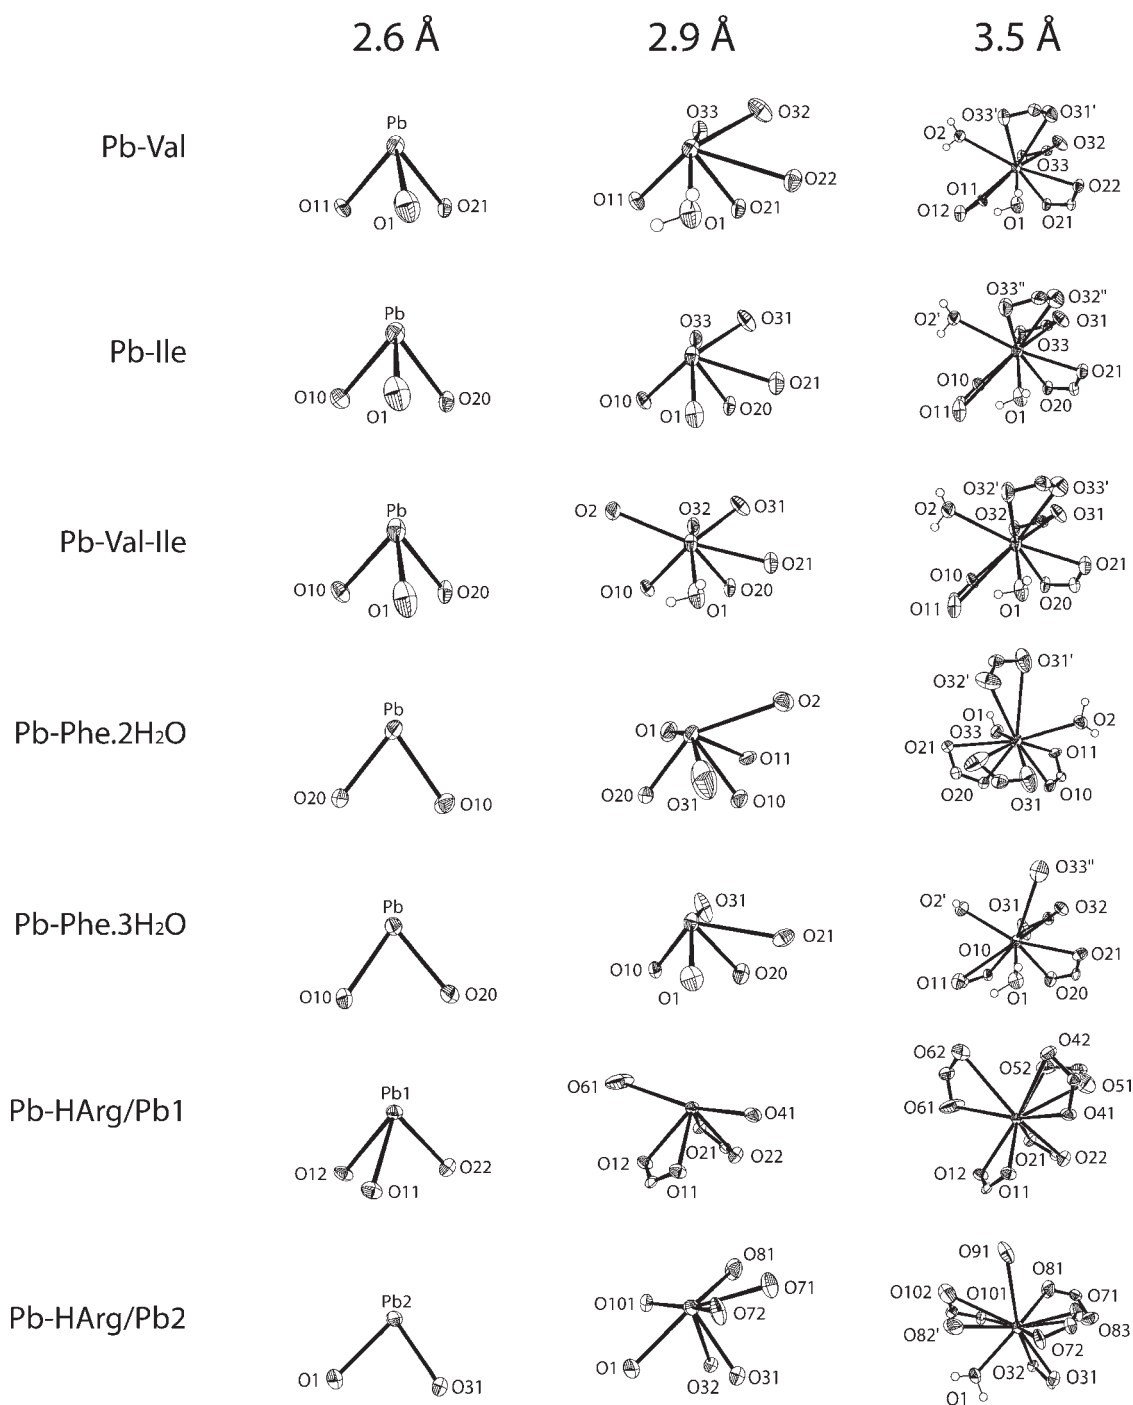 2.6 Å 2.9 Å 3.5 Å
Pb-Val
Pb
O11
O1
O21
O33
O32
O22
O11
O21
O1
O33'
O31'
O2
O32
O33
O11
O22
O12
O1
O21
Pb-Ile
Pb
O10
O1
O20
O33
O31
O21
O10
O1
O20
O33"
O32"
O2'
O31
O33
O10
O21
O11
O1
O20
Pb-Val-Ile
Pb
O10
O1
O20
O2
O32
O31
O21
O10
O1
O20
O32'
O33'
O2
O32
O31
O10
O21
O11
O1
O20
Pb-Phe.2H₂O
Pb
O20
O10
O2
O1
O11
O20
O31
O10
O31'
O32'
O1
O33
O2
O21
O11
O20
O31
O10
Pb-Phe.3H₂O
Pb
O10
O20
O31
O21
O10
O20
O1
O33"
O2'
O31
O32
O10
O21
O11
O1
O20
Pb-HArg/Pb1
Pb1
O12
O11
O22
O61
O41
O12
O21
O22
O11
O62
O42
O52
O51
O61
O41
O12
O21
O22
O11
Pb-HArg/Pb2
Pb2
O1
O31
O81
O71
O101
O72
O1
O32
O31
O91
O81
O102
O101
O71
O82'
O83
O72
O32
O31
O1